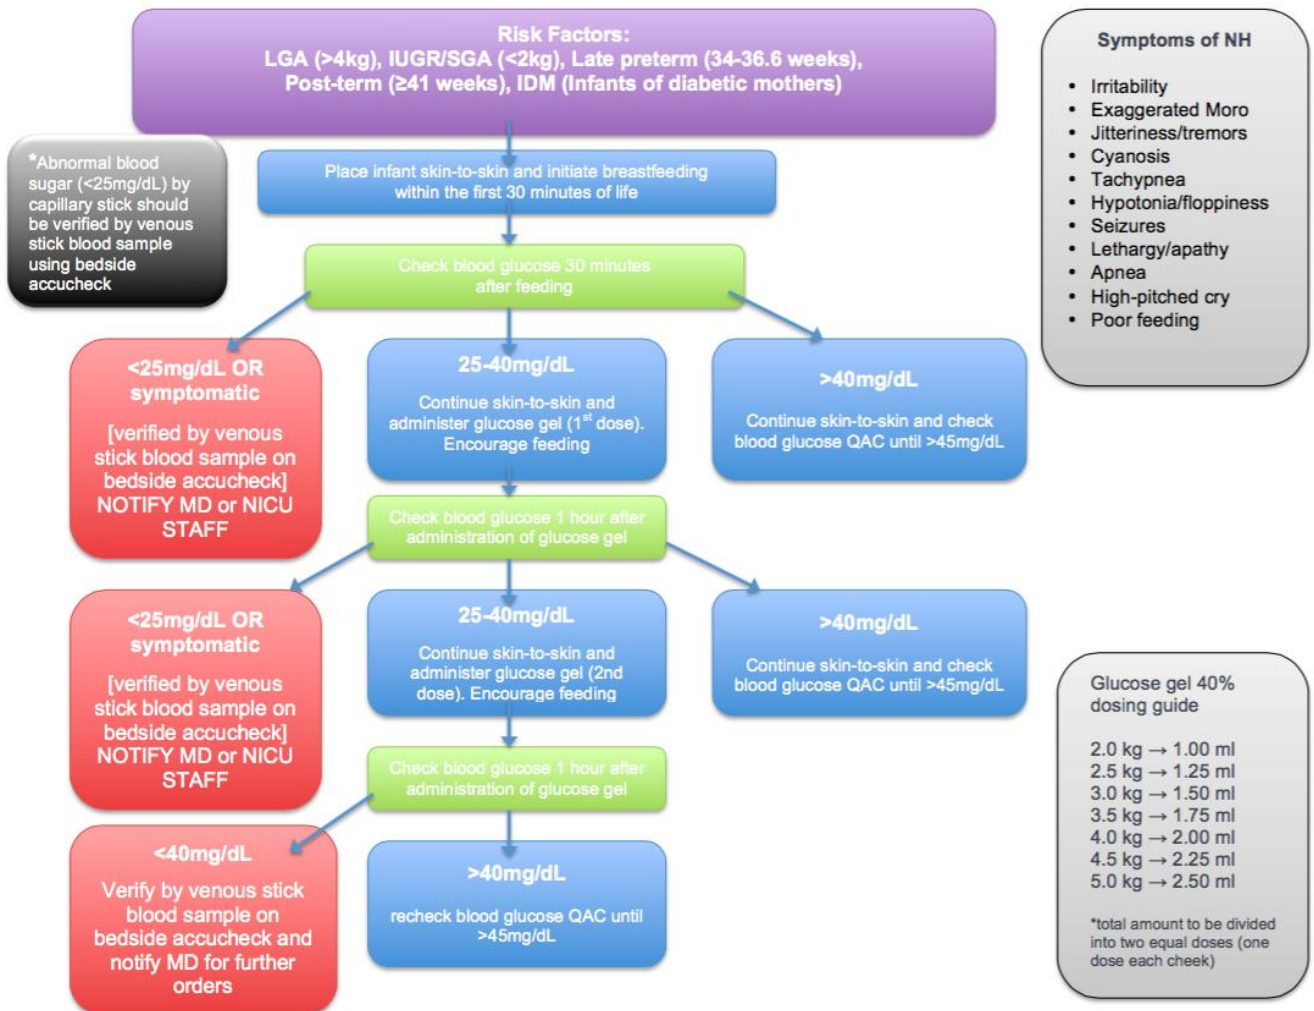 Risk Factors:
LGA (>4kg), IUGR/SGA (<2kg), Late preterm (34-36.6 weeks),
Post-term (≥41 weeks), IDM (Infants of diabetic mothers)
Symptoms of NH
• Irritability
• Exaggerated Moro
• Jitteriness/tremors
• Cyanosis
• Tachypnea
• Hypotonia/floppiness
• Seizures
• Lethargy/apathy
• Apnea
• High-pitched cry
• Poor feeding
*Abnormal blood
sugar (<25mg/dL) by
capillary stick should
be verified by venous
stick blood sample
using bedside
accucheck
Place infant skin-to-skin and initiate breastfeeding
within the first 30 minutes of life
Check blood glucose 30 minutes
after feeding
<25mg/dL OR
symptomatic
[verified by venous
stick blood sample on
bedside accucheck]
NOTIFY MD or NICU
STAFF
25-40mg/dL
Continue skin-to-skin and
administer glucose gel (1st dose).
Encourage feeding
>40mg/dL
Continue skin-to-skin and check
blood glucose QAC until >45mg/dL
Check blood glucose 1 hour after
administration of glucose gel
<25mg/dL OR
symptomatic
[verified by venous
stick blood sample on
bedside accucheck]
NOTIFY MD or NICU
STAFF
25-40mg/dL
Continue skin-to-skin and
administer glucose gel (2nd
dose). Encourage feeding
>40mg/dL
Continue skin-to-skin and check
blood glucose QAC until >45mg/dL
Check blood glucose 1 hour after
administration of glucose gel
<40mg/dL
Verify by venous stick
blood sample on
bedside accucheck and
notify MD for further
orders
>40mg/dL
recheck blood glucose QAC until
>45mg/dL
Glucose gel 40%
dosing guide
2.0 kg → 1.00 ml
2.5 kg → 1.25 ml
3.0 kg → 1.50 ml
3.5 kg → 1.75 ml
4.0 kg → 2.00 ml
4.5 kg → 2.25 ml
5.0 kg → 2.50 ml
*total amount to be divided
into two equal doses (one
dose each cheek)